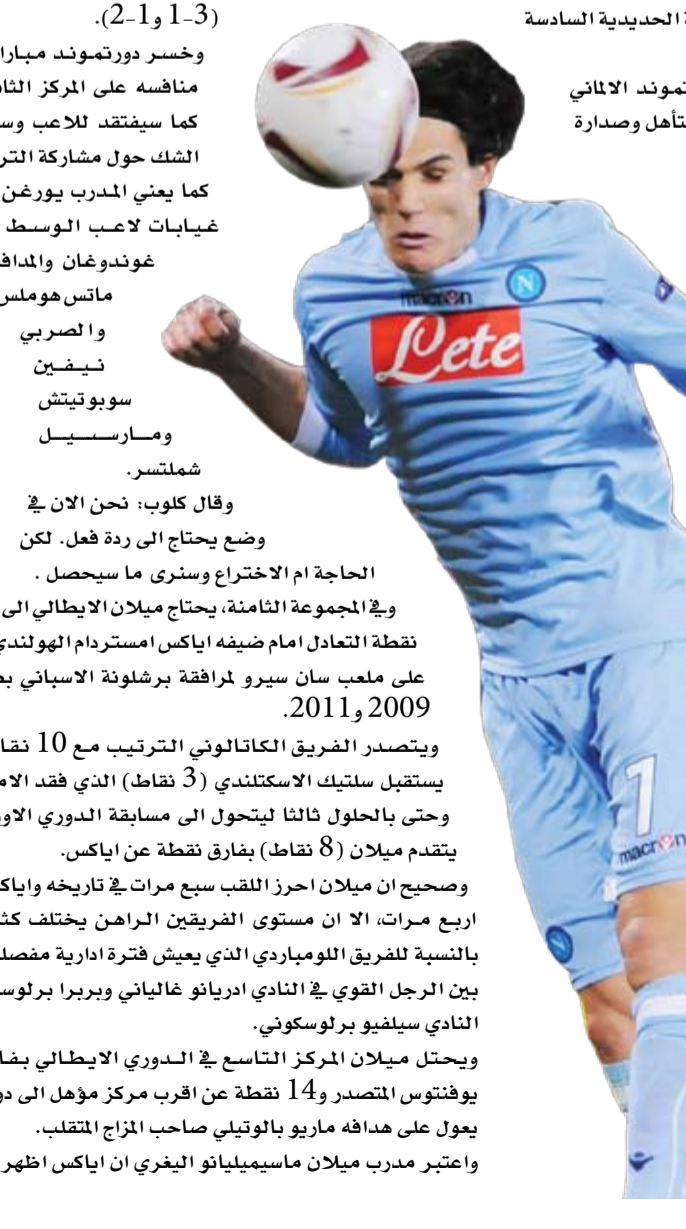 ة الحديدية السادسة
تموند الالماني
تأهل وصدارة
(3-1 و1-2).
وخسر دورتموند مبارا
منافسه على المركز الثا
كما سيفتقد للاعب وس
الشك حول مشاركة التر
كما يعني المدرب يورغن
غيابات لاعب الوسط
غوندوغان والمداف
ماتس هوملس
والصربي
نيفين
سوبوتيتش
ومارسيل
شملتسر.
وقال كلوب: نحن الان في
وضع يحتاج الى ردة فعل. لكن
الحاجة ام الاختراع وسنرى ما سيحصل .
وفي المجموعة الثامنة، يحتاج ميلان الايطالي الى
نقطة التعادل امام ضيفه اياكس امستردام الهولندي
على ملعب سان سيرو لمرافقة برشلونة الاسباني بط
2009 و2011.
ويتصدر الفريق الكاتالوني الترتيب مع 10 نقا
يستقبل سلتيك الاسكتلندي (3 نقاط) الذي فقد الام
وحتى بالحلول ثالثا ليتحول الى مسابقة الدوري الاور
يتقدم ميلان (8 نقاط) بفارق نقطة عن اياكس.
وصحيح ان ميلان احرز اللقب سبع مرات في تاريخه واياك
اربع مرات، الا ان مستوى الفريقين الراهن يختلف كث
بالنسبة للفريق اللومباردي الذي يعيش فترة ادارية مفصل
بين الرجل القوي في النادي ادريانو غالياني وبربرا برلوس
النادي سيلفيو برلوسكوني.
ويحتل ميلان المركز التاسع في الدوري الايطالي بفا
يوفنتوس المتصدر و14 نقطة عن اقرب مركز مؤهل الى دو
يعول على هدافه ماريو بالوتيلي صاحب المزاج المتقلب.
واعتبر مدرب ميلان ماسيميليانو اليغري ان اياكس اظهر
macron
N
Lete
1
macron